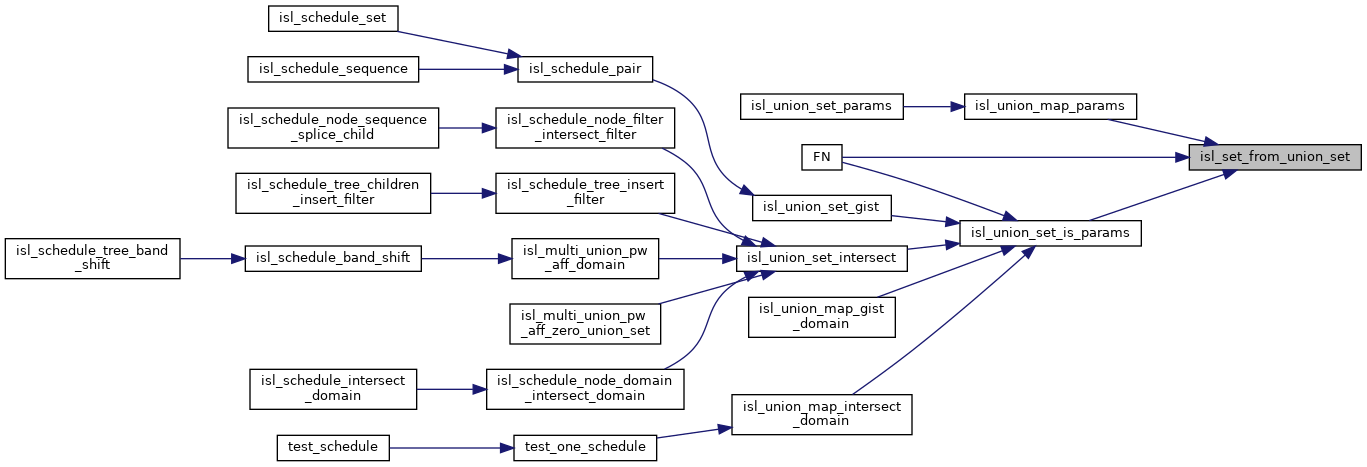 isl_schedule_set
isl_schedule_sequence
isl_schedule_pair
isl_union_set_params
isl_union_map_params
isl_schedule_node_sequence
_splice_child
isl_schedule_node_filter
_intersect_filter
FN
isl_set_from_union_set
isl_schedule_tree_children
_insert_filter
isl_schedule_tree_insert
_filter
isl_union_set_gist
isl_union_set_is_params
isl_schedule_tree_band
_shift
isl_schedule_band_shift
isl_multi_union_pw
_aff_domain
isl_union_set_intersect
isl_multi_union_pw
_aff_zero_union_set
isl_union_map_gist
_domain
isl_schedule_intersect
_domain
isl_schedule_node_domain
_intersect_domain
isl_union_map_intersect
_domain
test_schedule
test_one_schedule